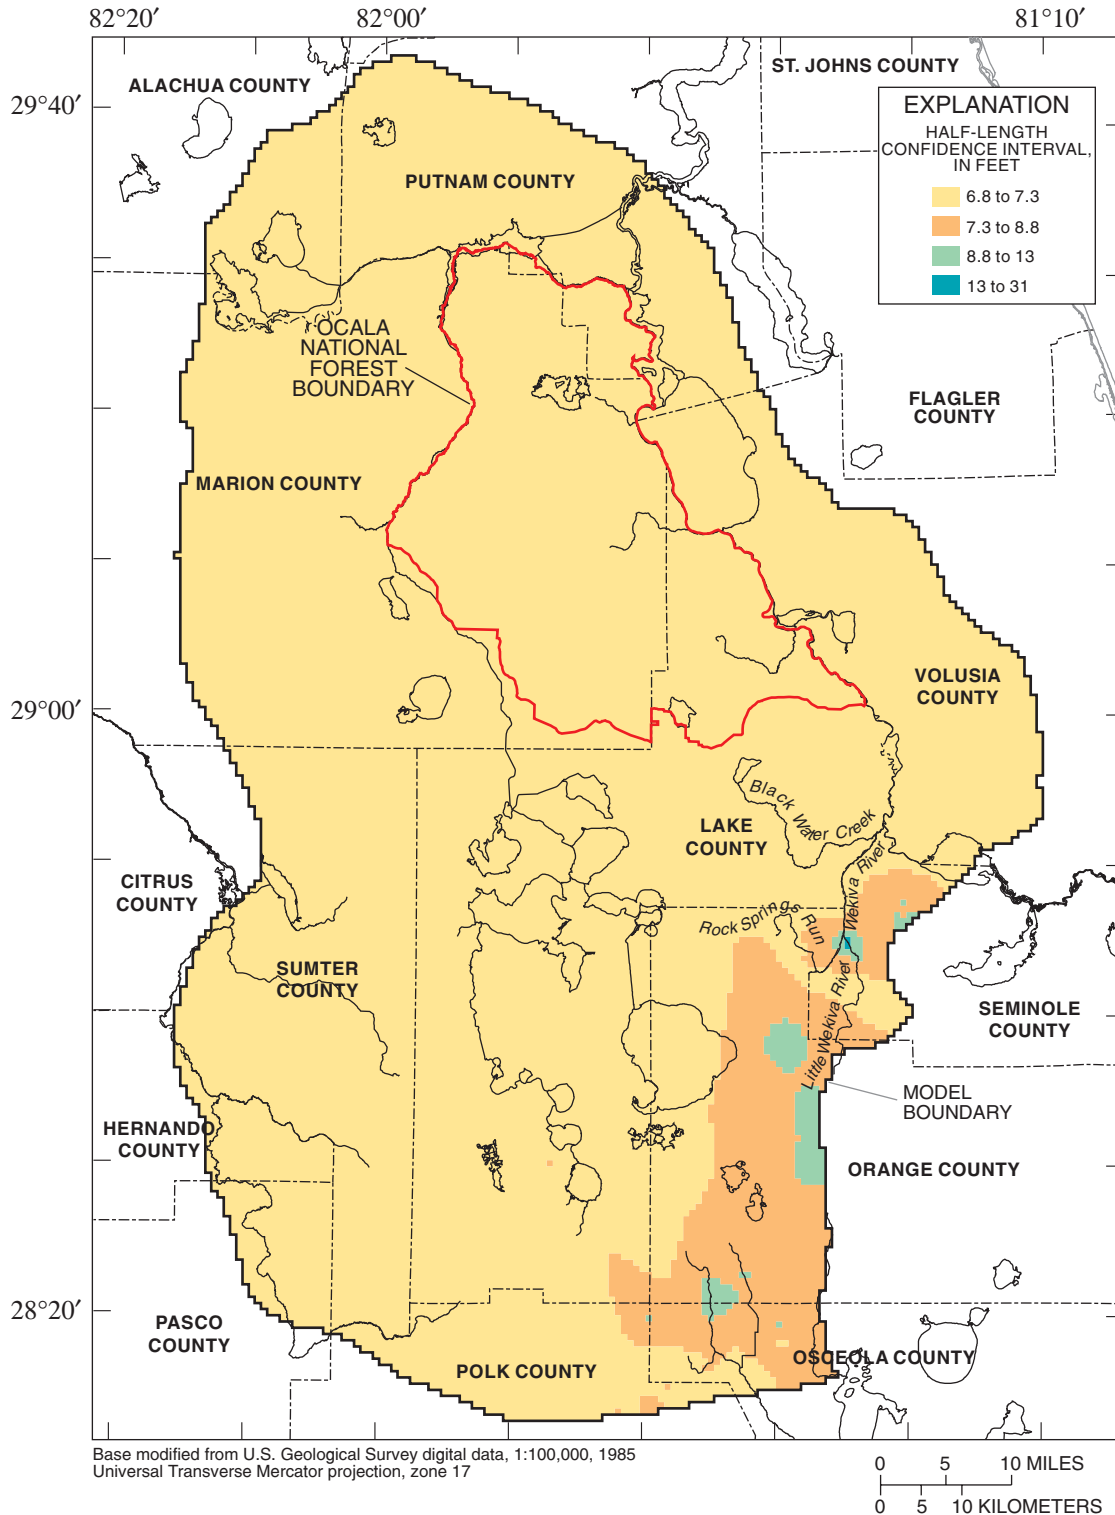 82°20′
82°00′
81°10′
29°40′
29°00′
28°20′
ALACHUA COUNTY
ST. JOHNS COUNTY
EXPLANATION
HALF-LENGTH
CONFIDENCE INTERVAL,
IN FEET
6.8 to 7.3
7.3 to 8.8
8.8 to 13
13 to 31
PUTNAM COUNTY
OCALA
NATIONAL
FOREST
BOUNDARY
FLAGLER
COUNTY
MARION COUNTY
VOLUSIA
COUNTY
Black Water Creek
LAKE
COUNTY
CITRUS
COUNTY
Wekiva River
Rock Springs Run
SUMTER
COUNTY
Little Wekiva River
SEMINOLE
COUNTY
MODEL
BOUNDARY
HERNANDO
COUNTY
ORANGE COUNTY
PASCO
COUNTY
POLK COUNTY
OSCEOLA COUNTY
Base modified from U.S. Geological Survey digital data, 1:100,000, 1985
Universal Transverse Mercator projection, zone 17
0 5 10 MILES
0 5 10 KILOMETERS